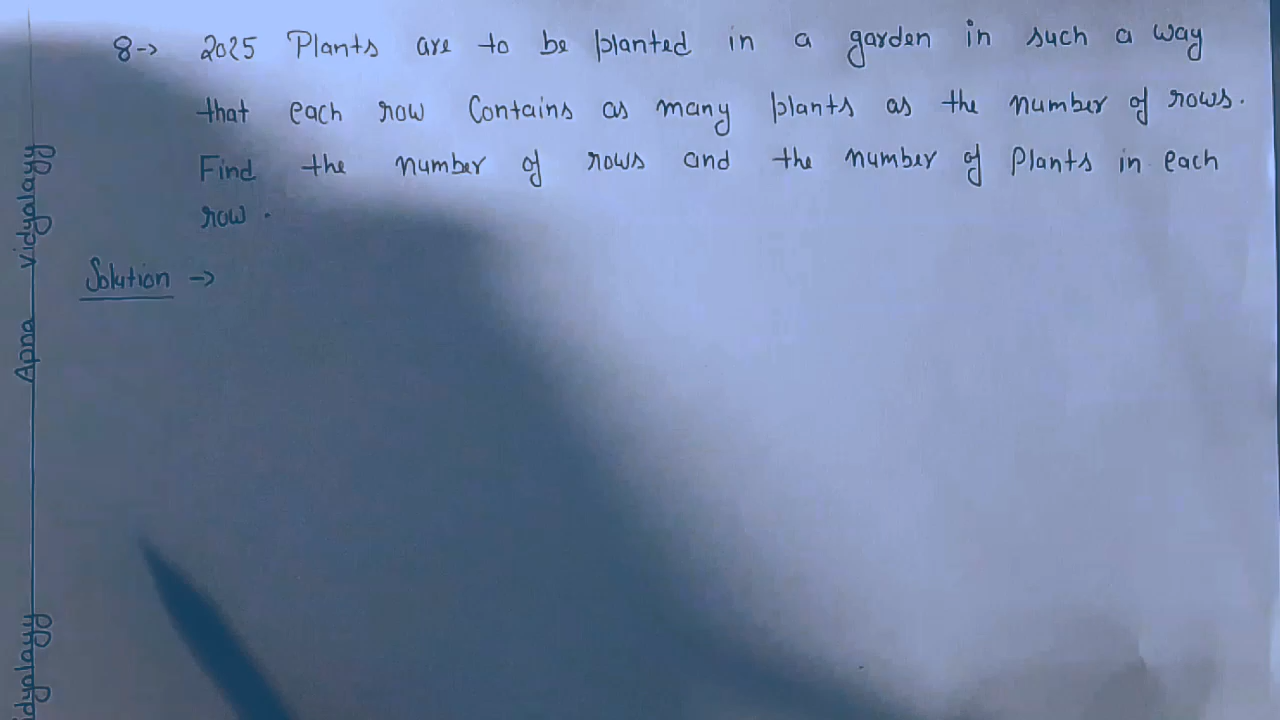 8-> 2025 Plants are to be planted in a garden in such a way
that each row Contains as many plants as the number of rows.
Find the number of rows and the number of Plants in each
row.
Solution ->
Apna Vidyalayy
idyalayy